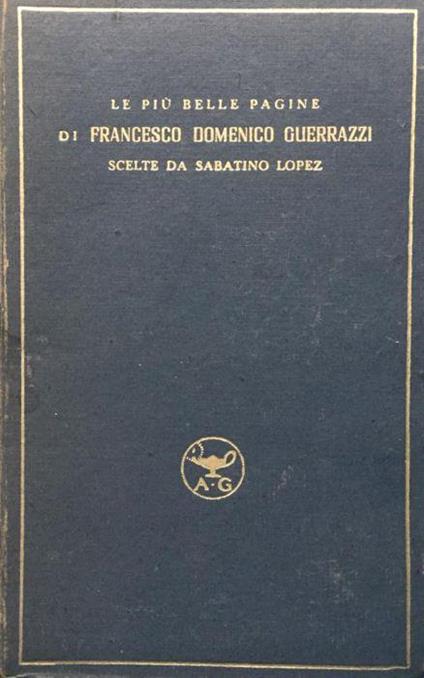 LE PIÙ BELLE PAGINE
DI FRANCESCO DOMENICO GUERRAZZI
SCELTE DA SABATINO LOPEZ
A·G